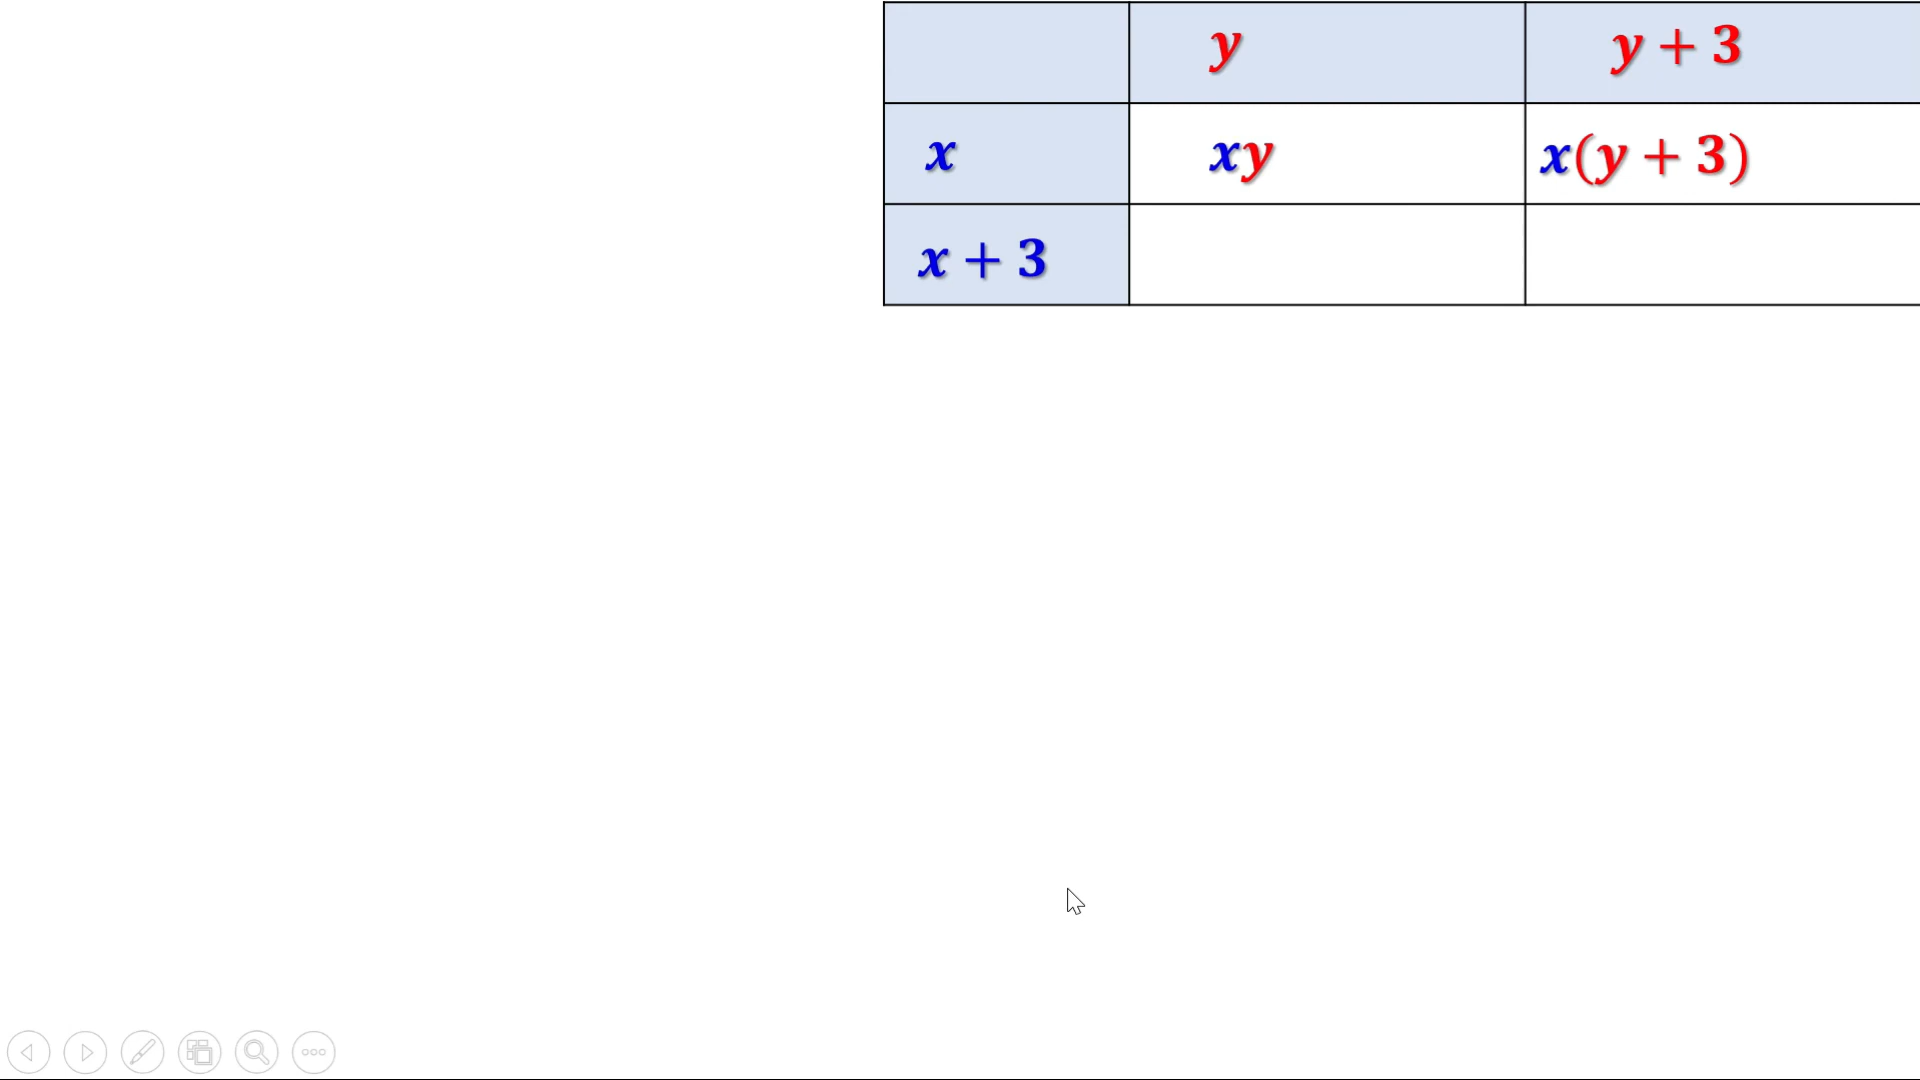 y y + 3
x xy x(y + 3)
x + 3